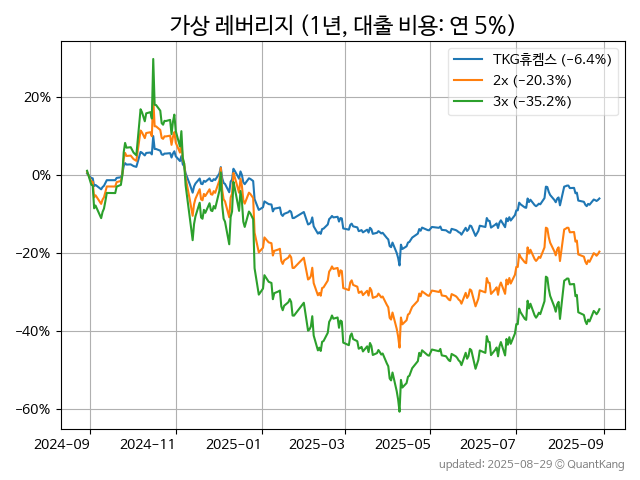 가상 레버리지 (1년, 대출 비용: 연 5%)
TKG휴켐스 (−6.4%)
2x (−20.3%)
3x (−35.2%)
20%
0%
−20%
−40%
−60%
2024-09 2024-11 2025-01 2025-03 2025-05 2025-07 2025-09
updated: 2025-08-29 © QuantKang